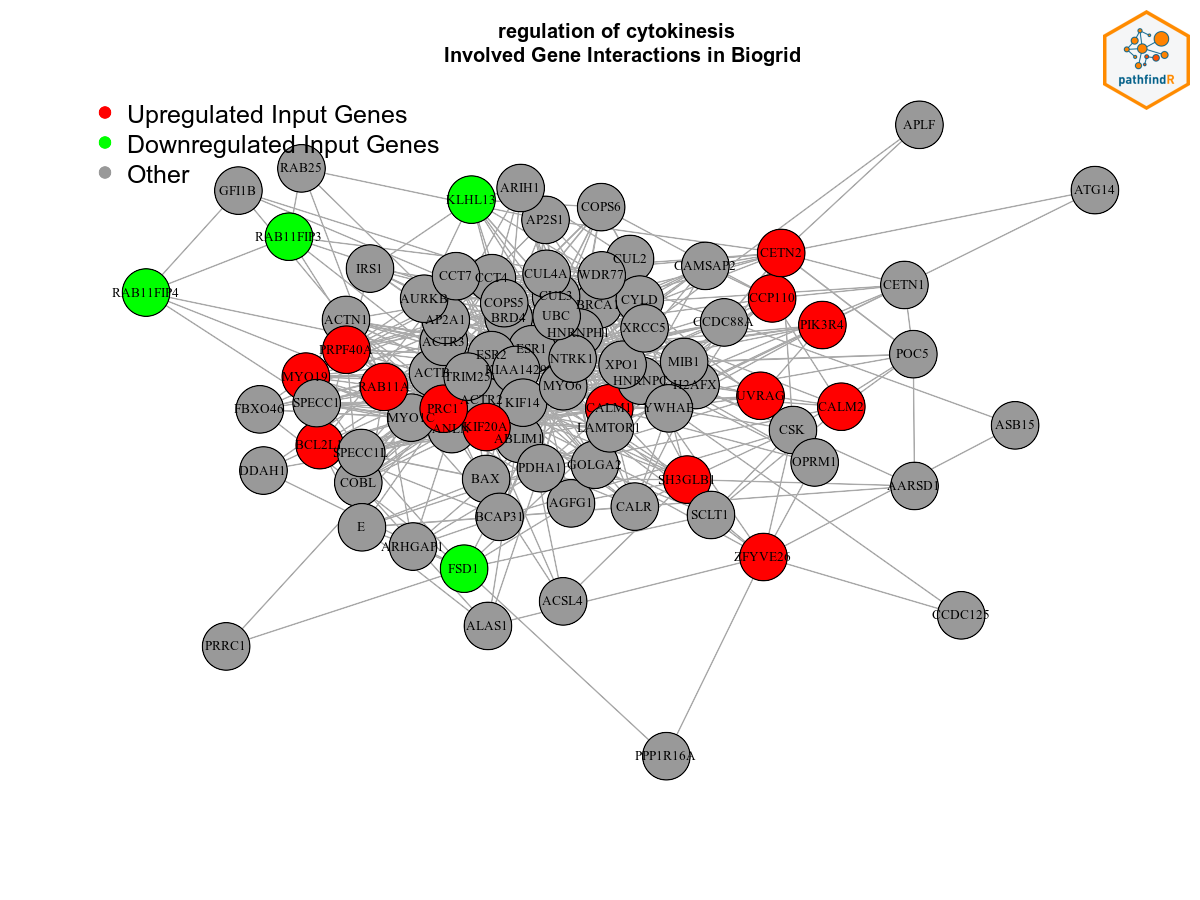 regulation of cytokinesis
Involved Gene Interactions in Biogrid
pathfindR
Upregulated Input Genes
Downregulated Input Genes
Other
APLF
RAB25
GFI1B
KLHL13
ARIH1
AP2S1
COPS6
ATG14
RAB11FIP3
CETN2
RAB11FIP4
IRS1
CCT7
CCT4
CUL4A
WDR77
CUL2
CAMSAP2
CETN1
CCP110
AURKB
COPS5
CUL3
BRCA1
CYLD
ACTN1
AP2A1
BRD4
UBC
HNRNPH1
XRCC5
CCDC88A
PIK3R4
PRPF40A
ACTR3
ESR2
ESR1
NTRK1
XPO1
MIB1
POC5
MYO19
RAB11A
ACTB
TRIM25
KIAA1429
MYO6
HNRNPC
H2AFX
UVRAG
CALM2
FBXO46
SPECC1
MYO1C
PRC1
ACTR2
KIF14
CALM1
YWHAE
ASB15
BCL2L1
SPECC1L
KIF20A
ABLIM1
LAMTOR1
CSK
DDAH1
COBL
BAX
PDHA1
GOLGA2
SH3GLB1
OPRM1
AARSD1
E
BCAP31
AGFG1
CALR
SCLT1
ARHGAP1
FSD1
ZFYVE26
ACSL4
ALAS1
CCDC125
PRRC1
PPP1R16A